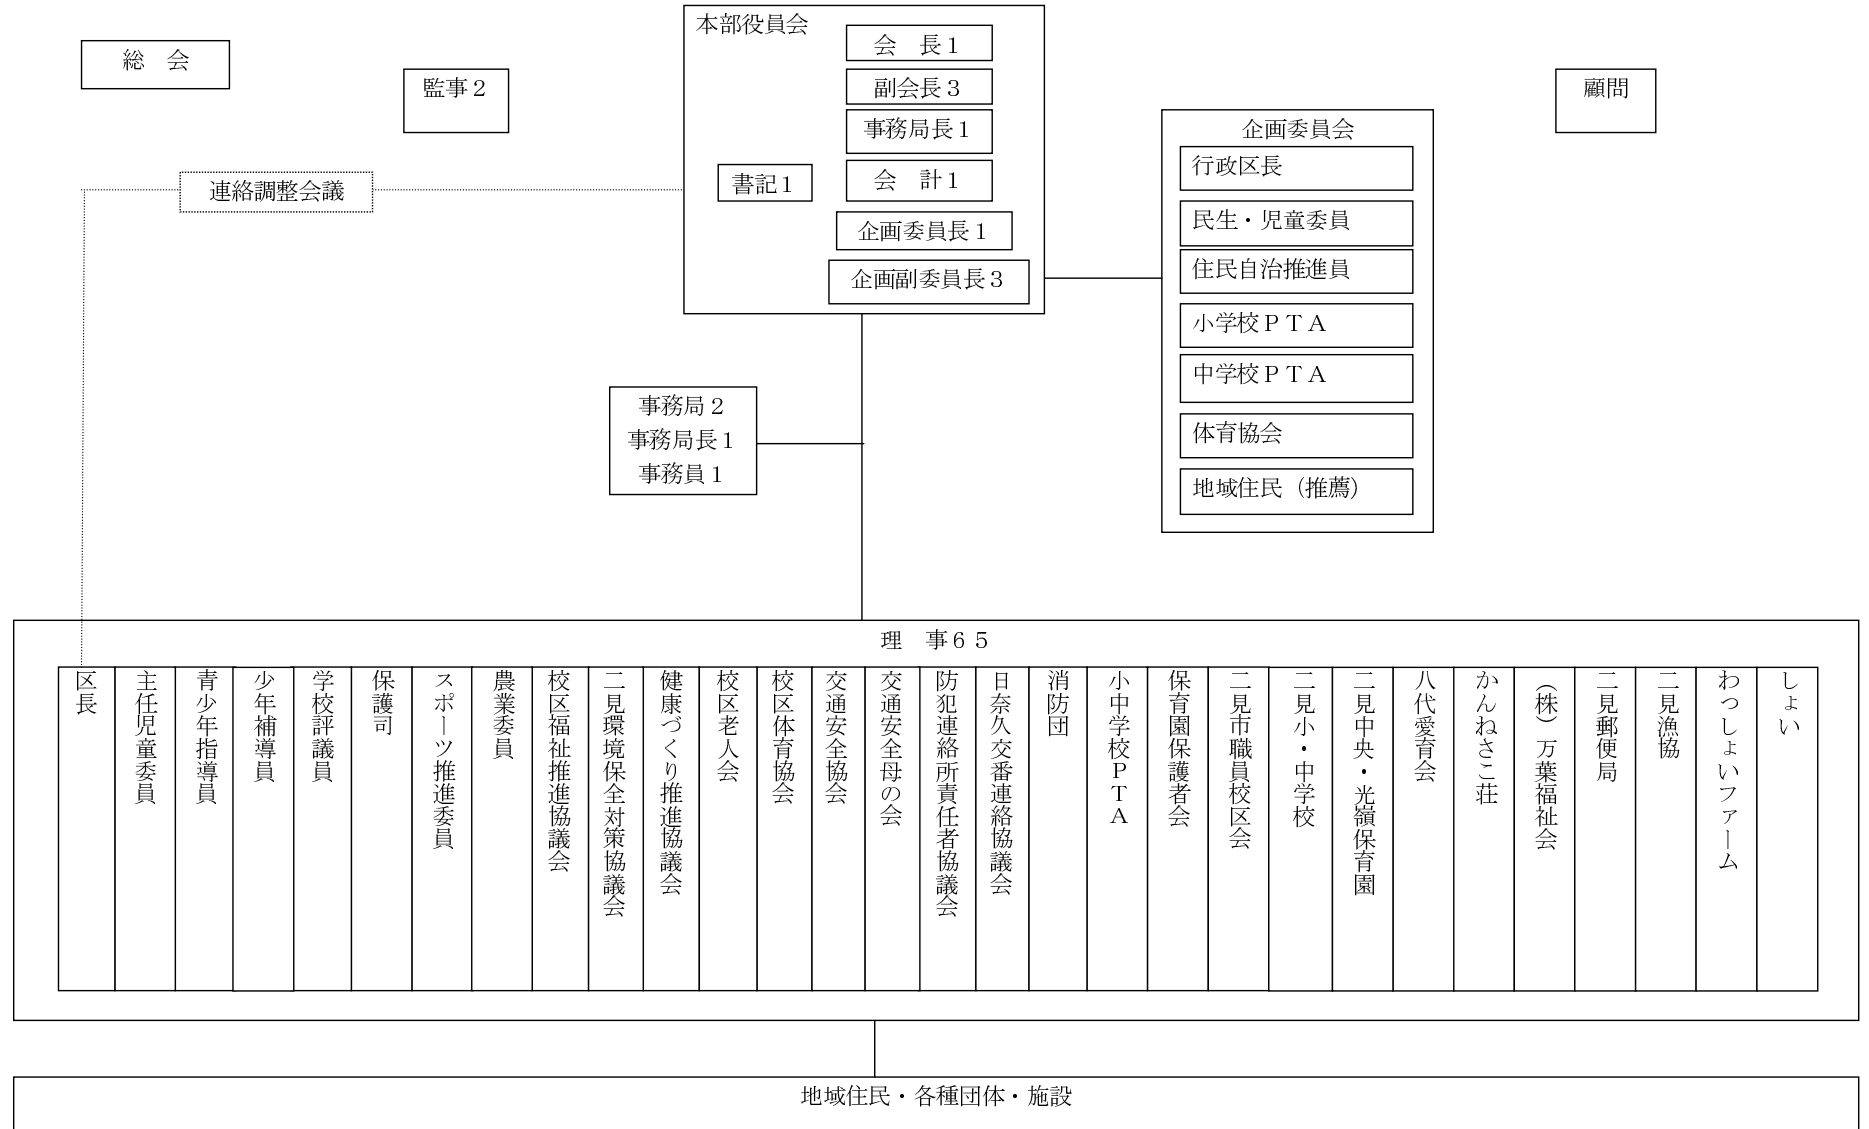 総　会
監事２
本部役員会
会　長１
副会長３
事務局長１
書記１
会　計１
企画委員長１
企画副委員長３
顧問
連絡調整会議
企画委員会
行政区長
民生・児童委員
住民自治推進員
小学校ＰＴＡ
中学校ＰＴＡ
体育協会
地域住民（推薦）
事務局２
事務局長１
事務員１
理　事６５
区長
主任児童委員
青少年指導員
少年補導員
学校評議員
保護司
スポーツ推進委員
農業委員
校区福祉推進協議会
二見環境保全対策協議会
健康づくり推進協議会
校区老人会
校区体育協会
交通安全協会
交通安全母の会
防犯連絡所責任者協議会
日奈久交番連絡協議会
消防団
小中学校ＰＴＡ
保育園保護者会
二見市職員校区会
二見小・中学校
二見中央・光嶺保育園
八代愛育会
かんねさこ荘
（株）万葉福祉会
二見郵便局
二見漁協
わっしょいファーム
しょい
地域住民・各種団体・施設